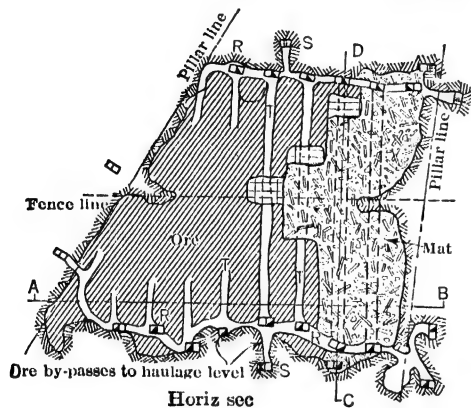 Pillar line
R
S
D
T
Pillar line
Fence line
Ore
Mat
A
T
T
B
R
Ore by-passes to haulage level
S
C
Horiz sec